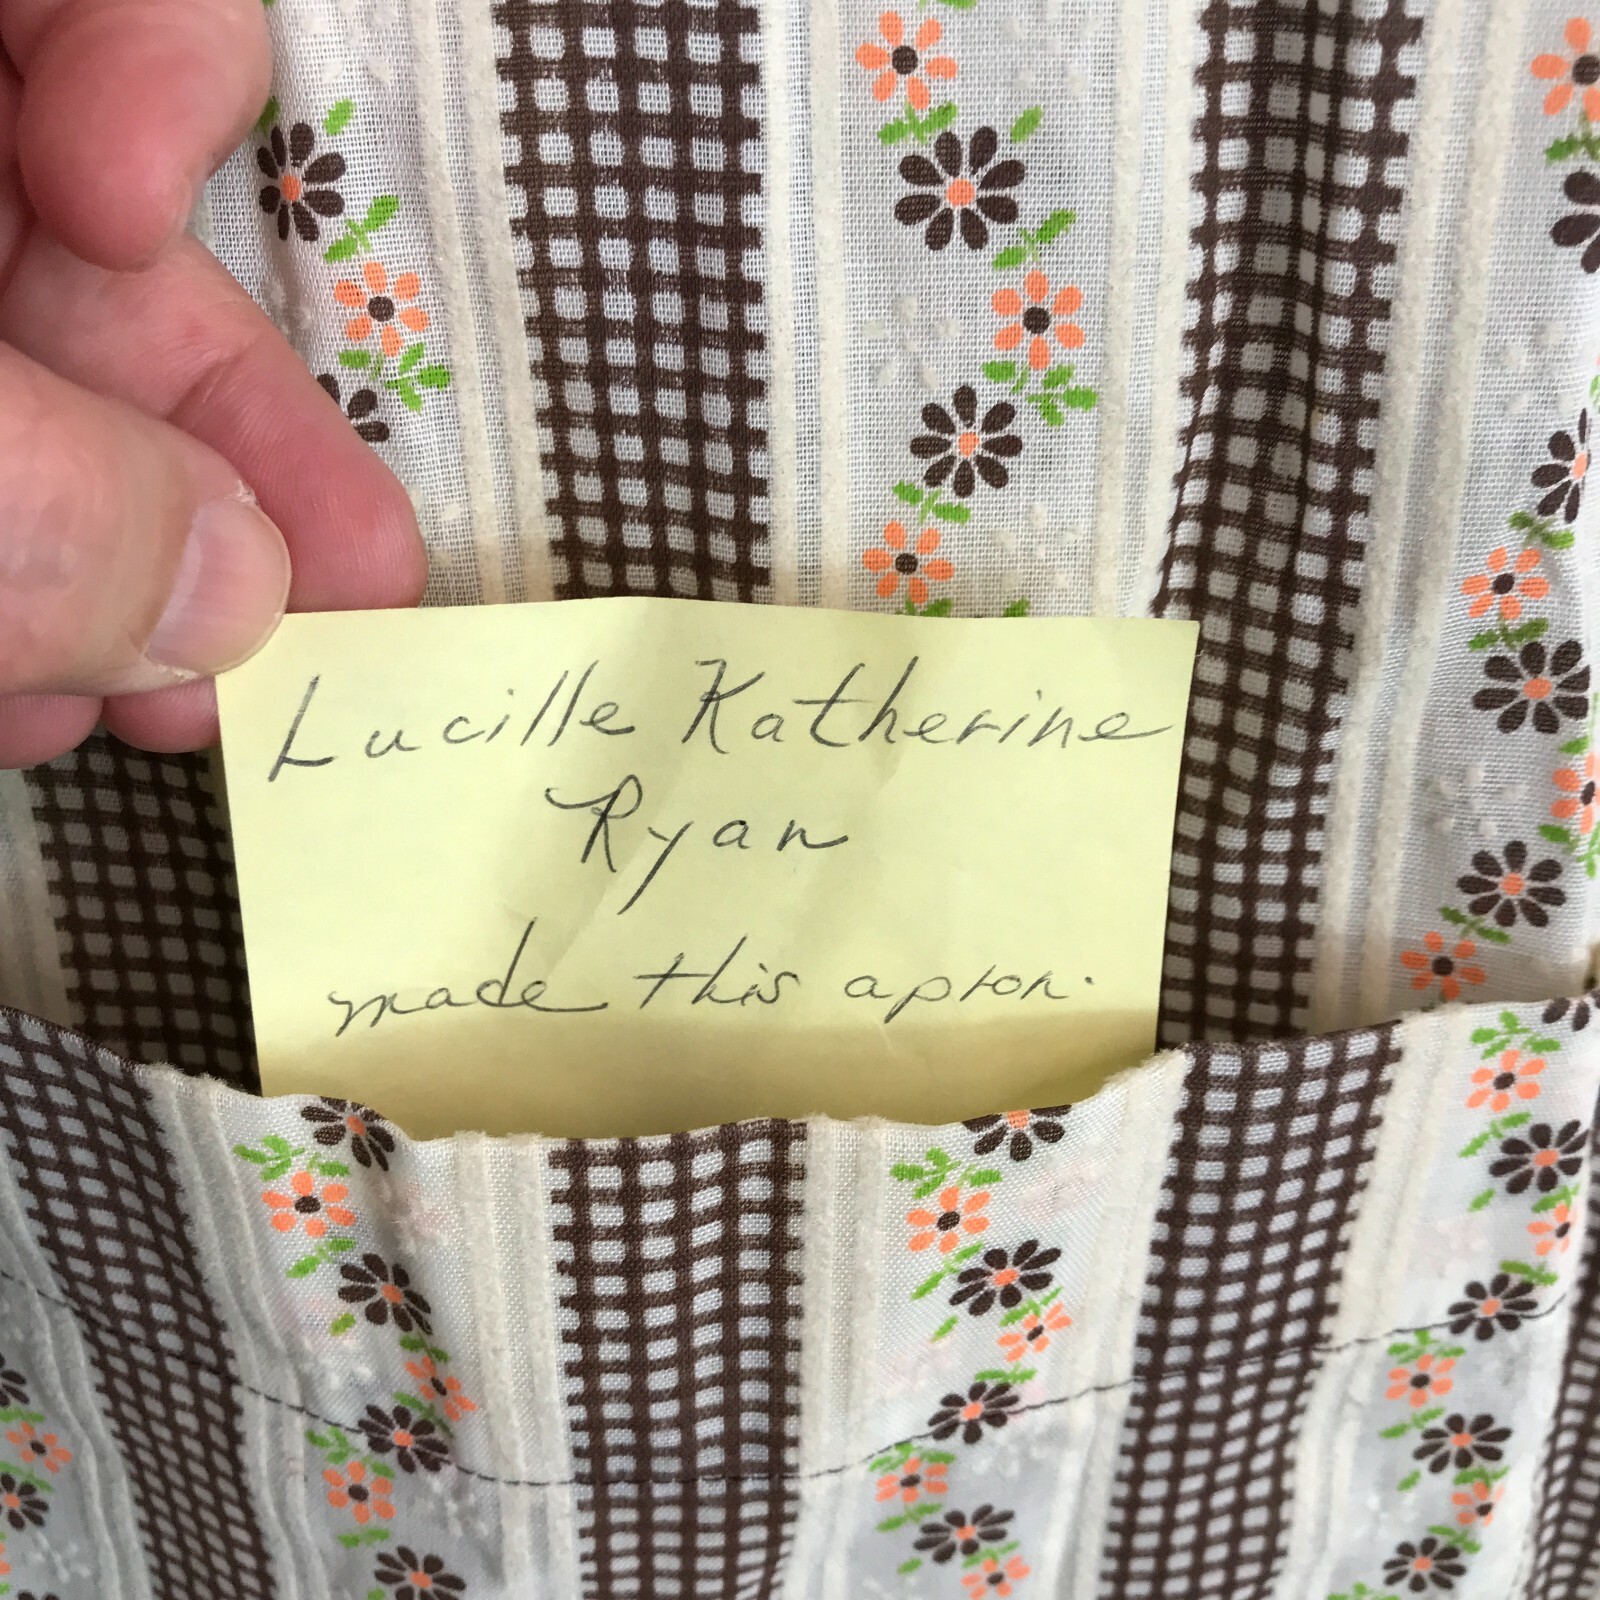 Lucille Katherine
Ryan
made this apron.